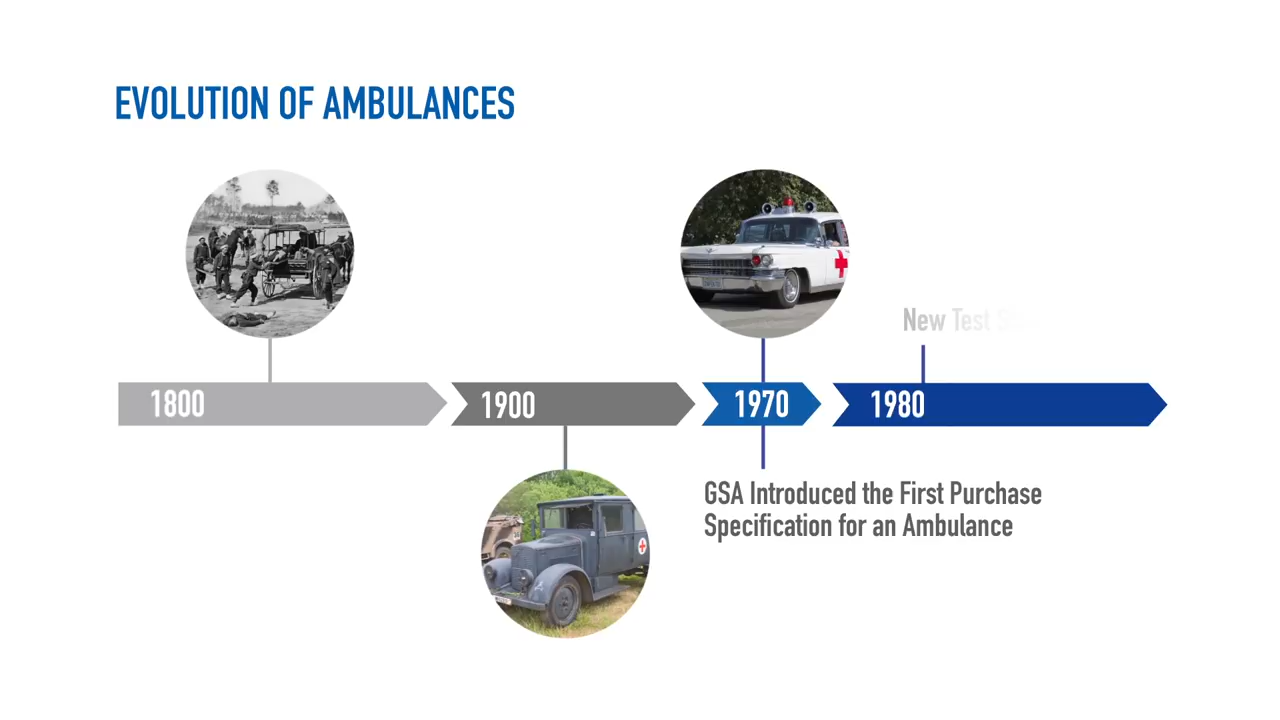 EVOLUTION OF AMBULANCES
New Test
1800
1900
1970
1980
GSA Introduced the First Purchase
Specification for an Ambulance